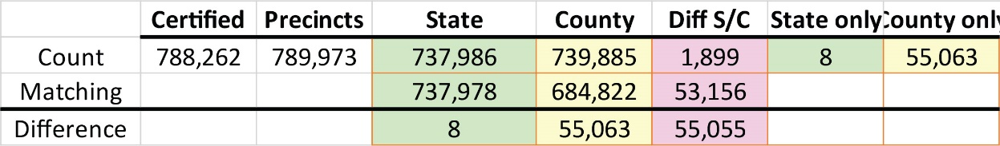 Certified Precincts State County Diff S/C State only County only
Count 788,262 789,973 737,986 739,885 1,899 8 55,063
Matching 737,978 684,822 53,156
Difference 8 55,063 55,055